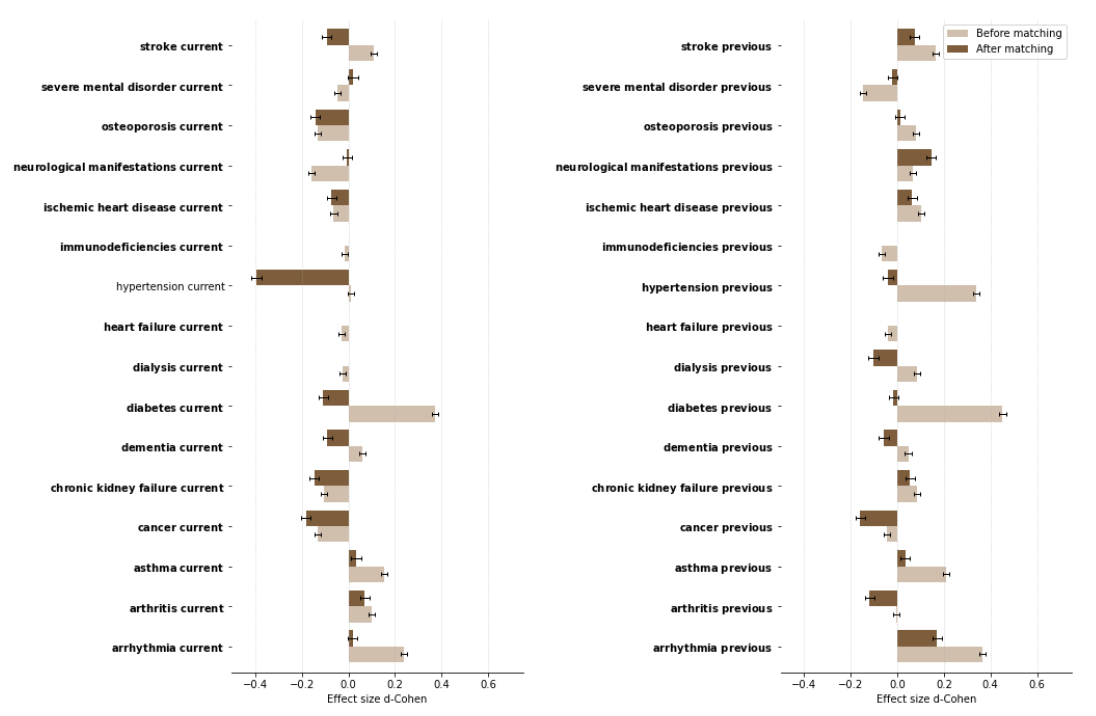 stroke current
severe mental disorder current
osteoporosis current
neurological manifestations current
ischemic heart disease current
immunodeficiencies current
hypertension current
heart failure current
dialysis current
diabetes current
dementia current
chronic kidney failure current
cancer current
asthma current
arthritis current
arrhythmia current
−0.4 −0.2 0.0 0.2 0.4 0.6
Effect size d-Cohen
Before matching
After matching
stroke previous
severe mental disorder previous
osteoporosis previous
neurological manifestations previous
ischemic heart disease previous
immunodeficiencies previous
hypertension previous
heart failure previous
dialysis previous
diabetes previous
dementia previous
chronic kidney failure previous
cancer previous
asthma previous
arthritis previous
arrhythmia previous
−0.4 −0.2 0.0 0.2 0.4 0.6
Effect size d-Cohen